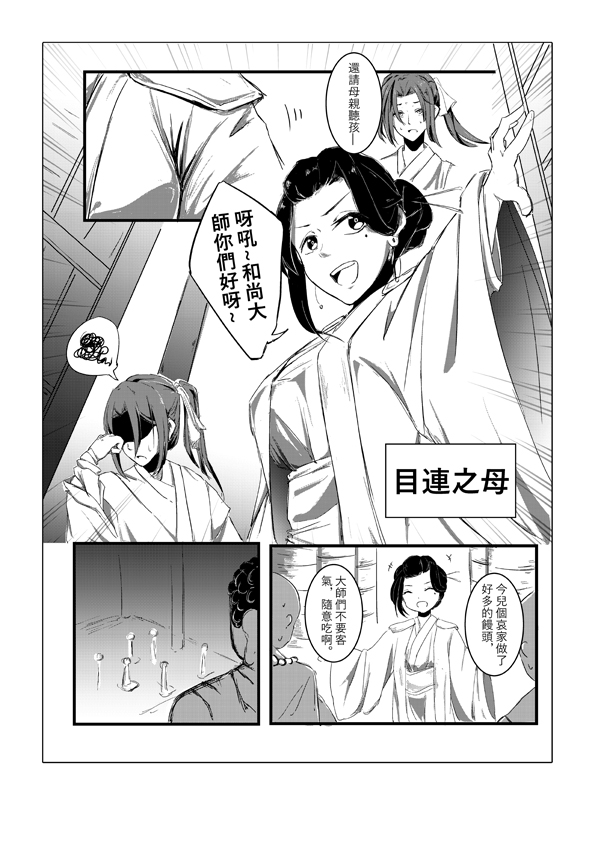 還請母親聽孩—
呀吼~和尚大
師你們好呀~
目連之母
今兒個哀家做了
好多的饅頭，
大師們不要客
氣，隨意吃啊。